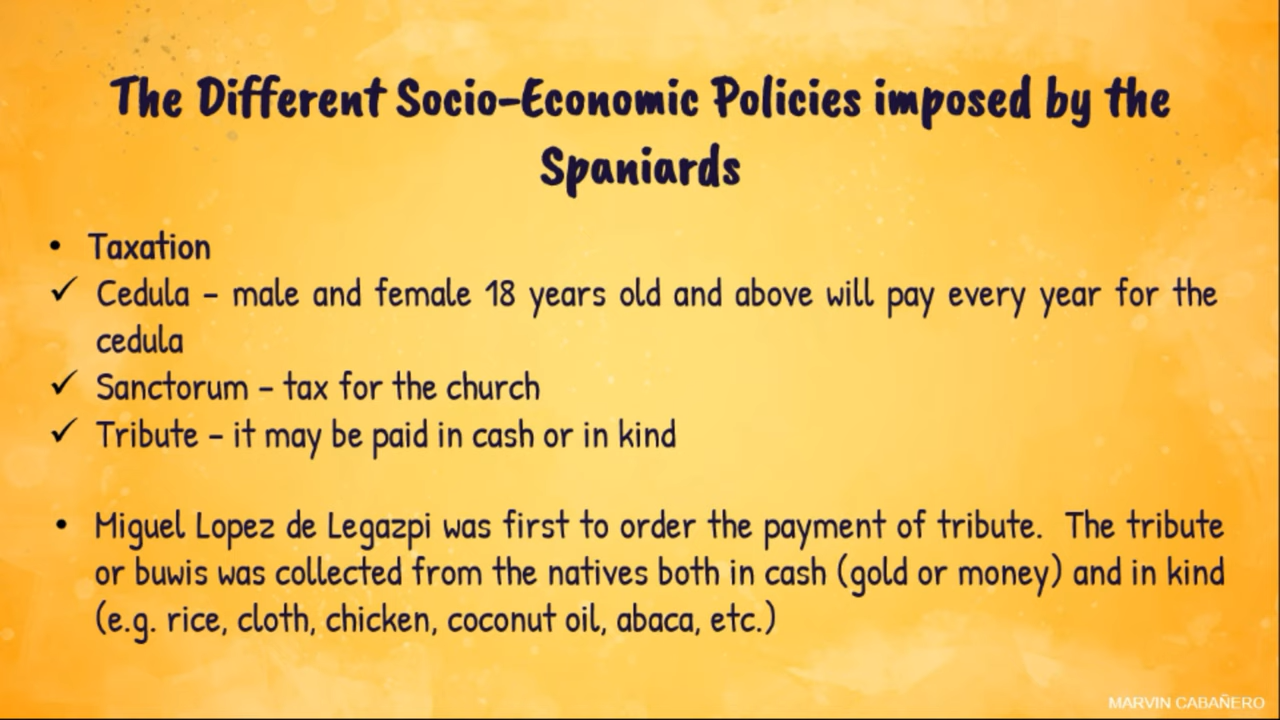 The Different Socio-Economic Policies imposed by the
Spaniards
• Taxation
✓ Cedula – male and female 18 years old and above will pay every year for the
cedula
✓ Sanctorum – tax for the church
✓ Tribute – it may be paid in cash or in kind
• Miguel Lopez de Legazpi was first to order the payment of tribute. The tribute
or buwis was collected from the natives both in cash (gold or money) and in kind
(e.g. rice, cloth, chicken, coconut oil, abaca, etc.)
MARVIN CABAÑERO